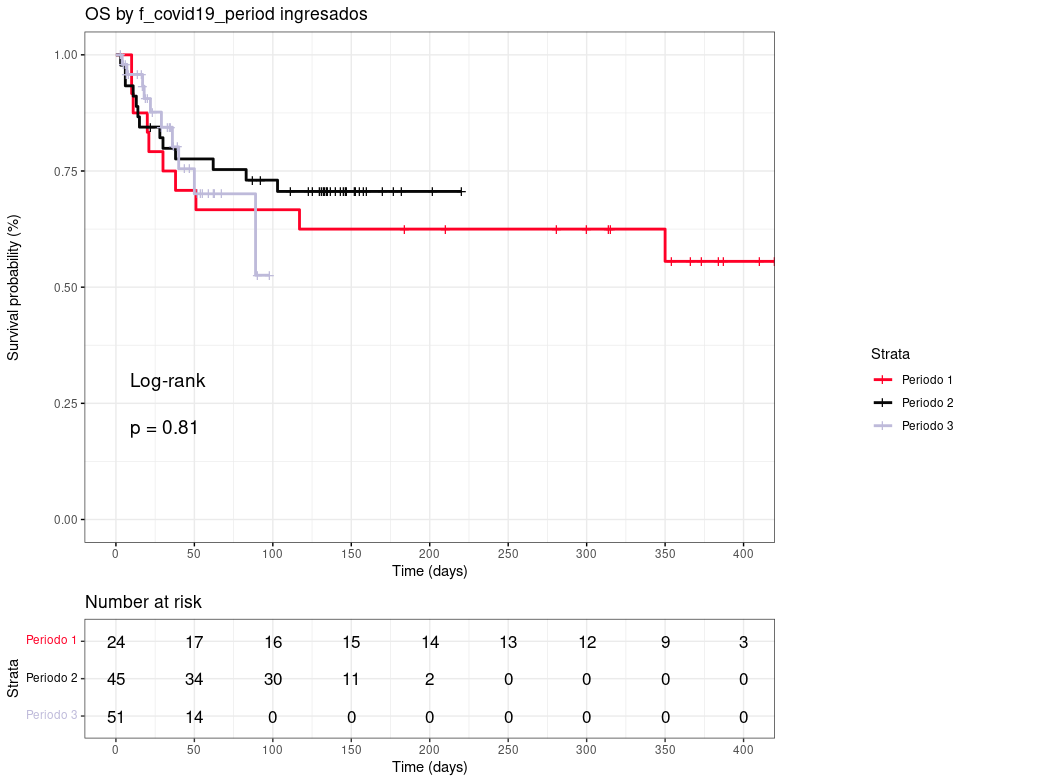 OS by f_covid19_period ingresados
Survival probability (%)
1.00
0.75
0.50
0.25
0.00
Log-rank
p = 0.81
0 50 100 150 200 250 300 350 400
Time (days)
Strata
Periodo 1
Periodo 2
Periodo 3
Number at risk
Strata
Periodo 1 24 17 16 15 14 13 12 9 3
Periodo 2 45 34 30 11 2 0 0 0 0
Periodo 3 51 14 0 0 0 0 0 0 0
0 50 100 150 200 250 300 350 400
Time (days)